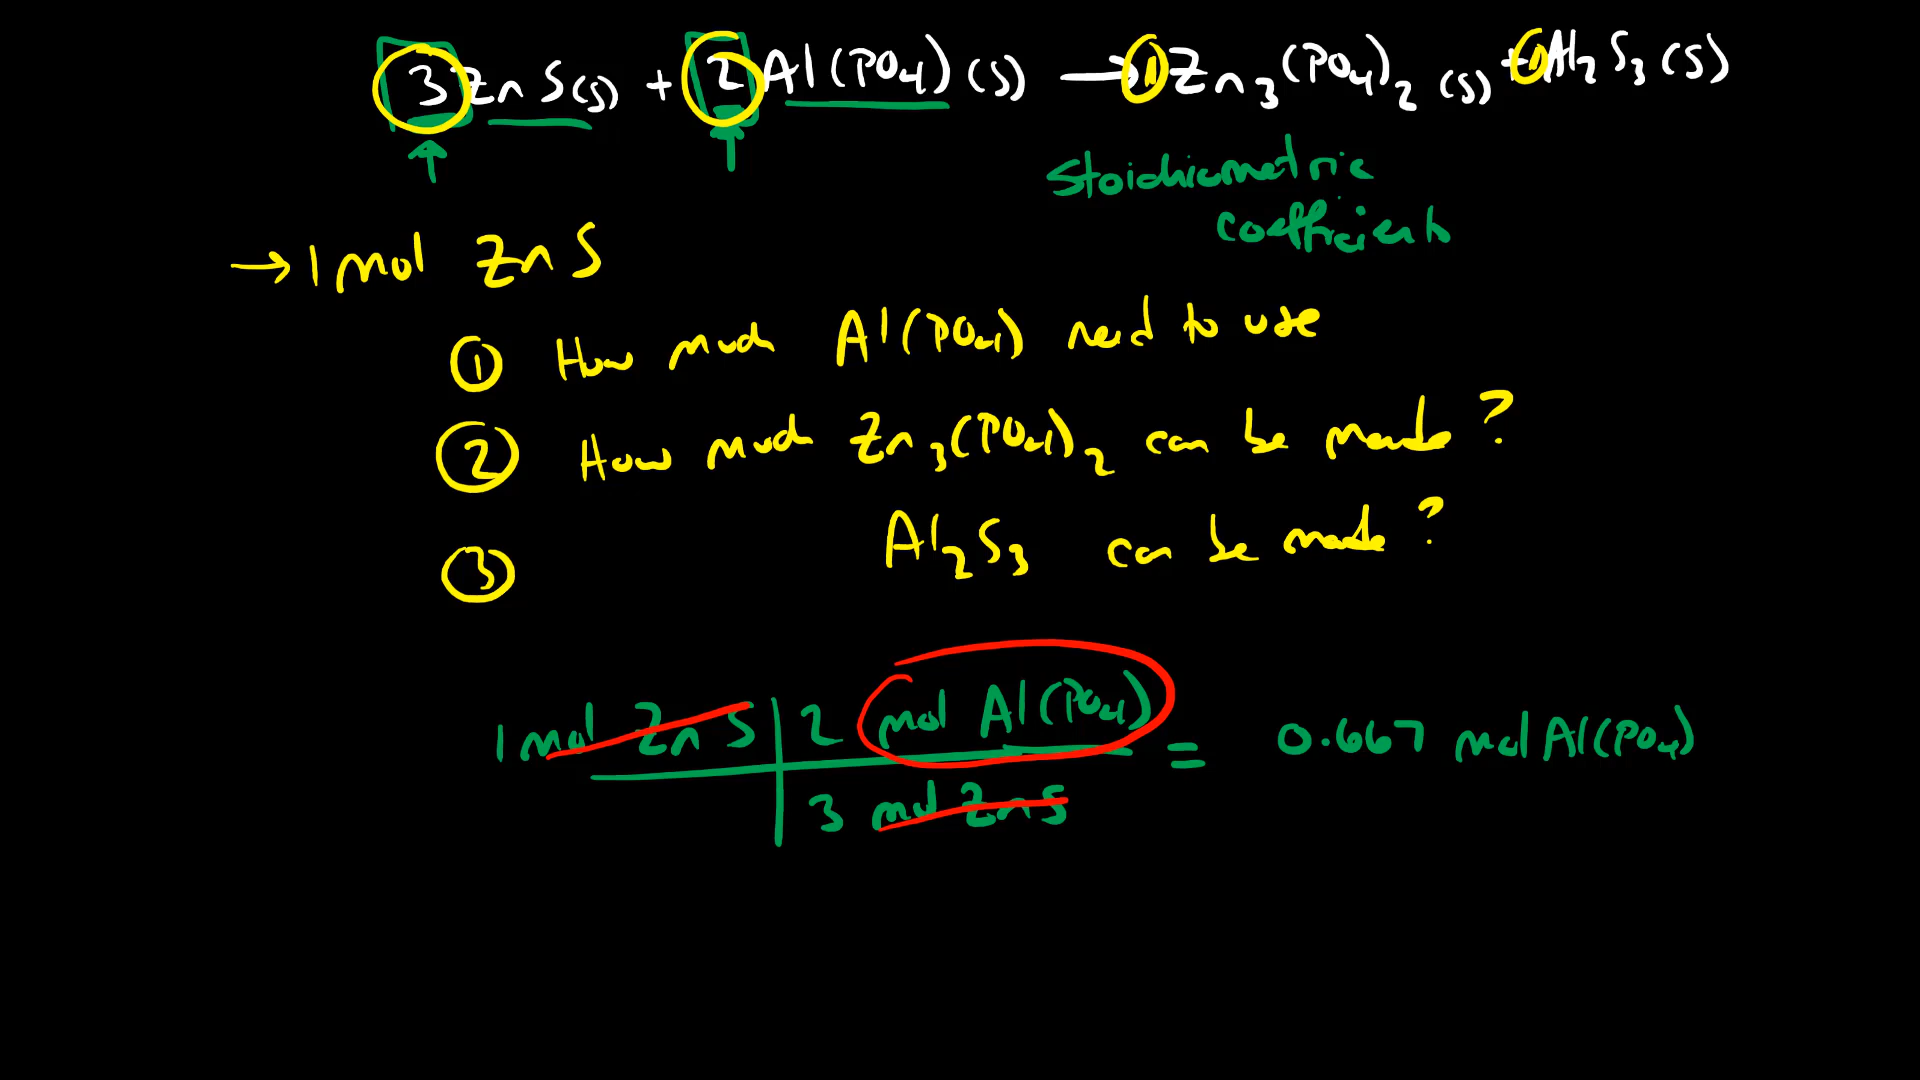 3 ZnS(s) + 2 Al(PO4)(s) → 1 Zn3(PO4)2 (s) + 1 Al2S3(s)
Stoichiometric
coefficients
→ 1 mol ZnS
① How much Al(PO4) need to use
② How much Zn3(PO4)2 can be made?
③ Al2S3 can be made?
1 mol ZnS | 2 mol Al(PO4) = 0.667 mol Al(PO4)
3 mol ZnS